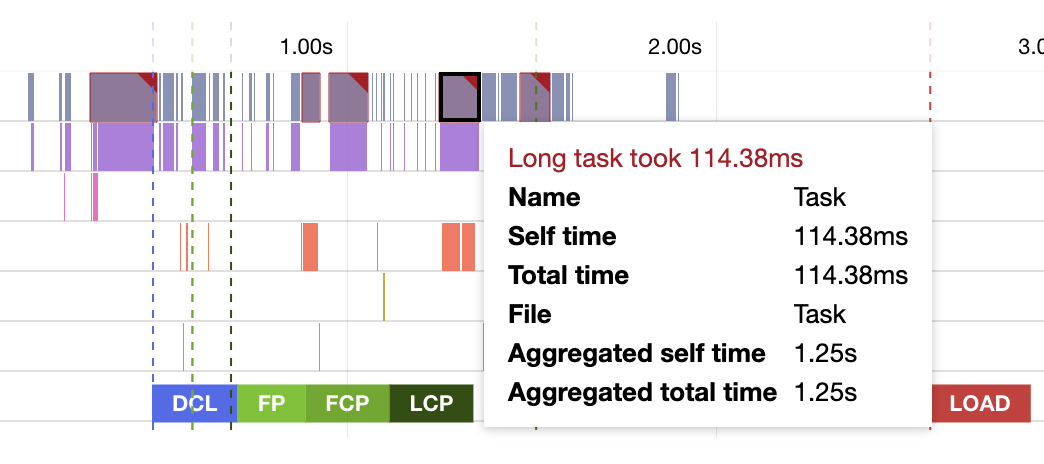 1.00s 2.00s 3.0
Long task took 114.38ms
Name Task
Self time 114.38ms
Total time 114.38ms
File Task
Aggregated self time 1.25s
Aggregated total time 1.25s
DCL FP FCP LCP LOAD